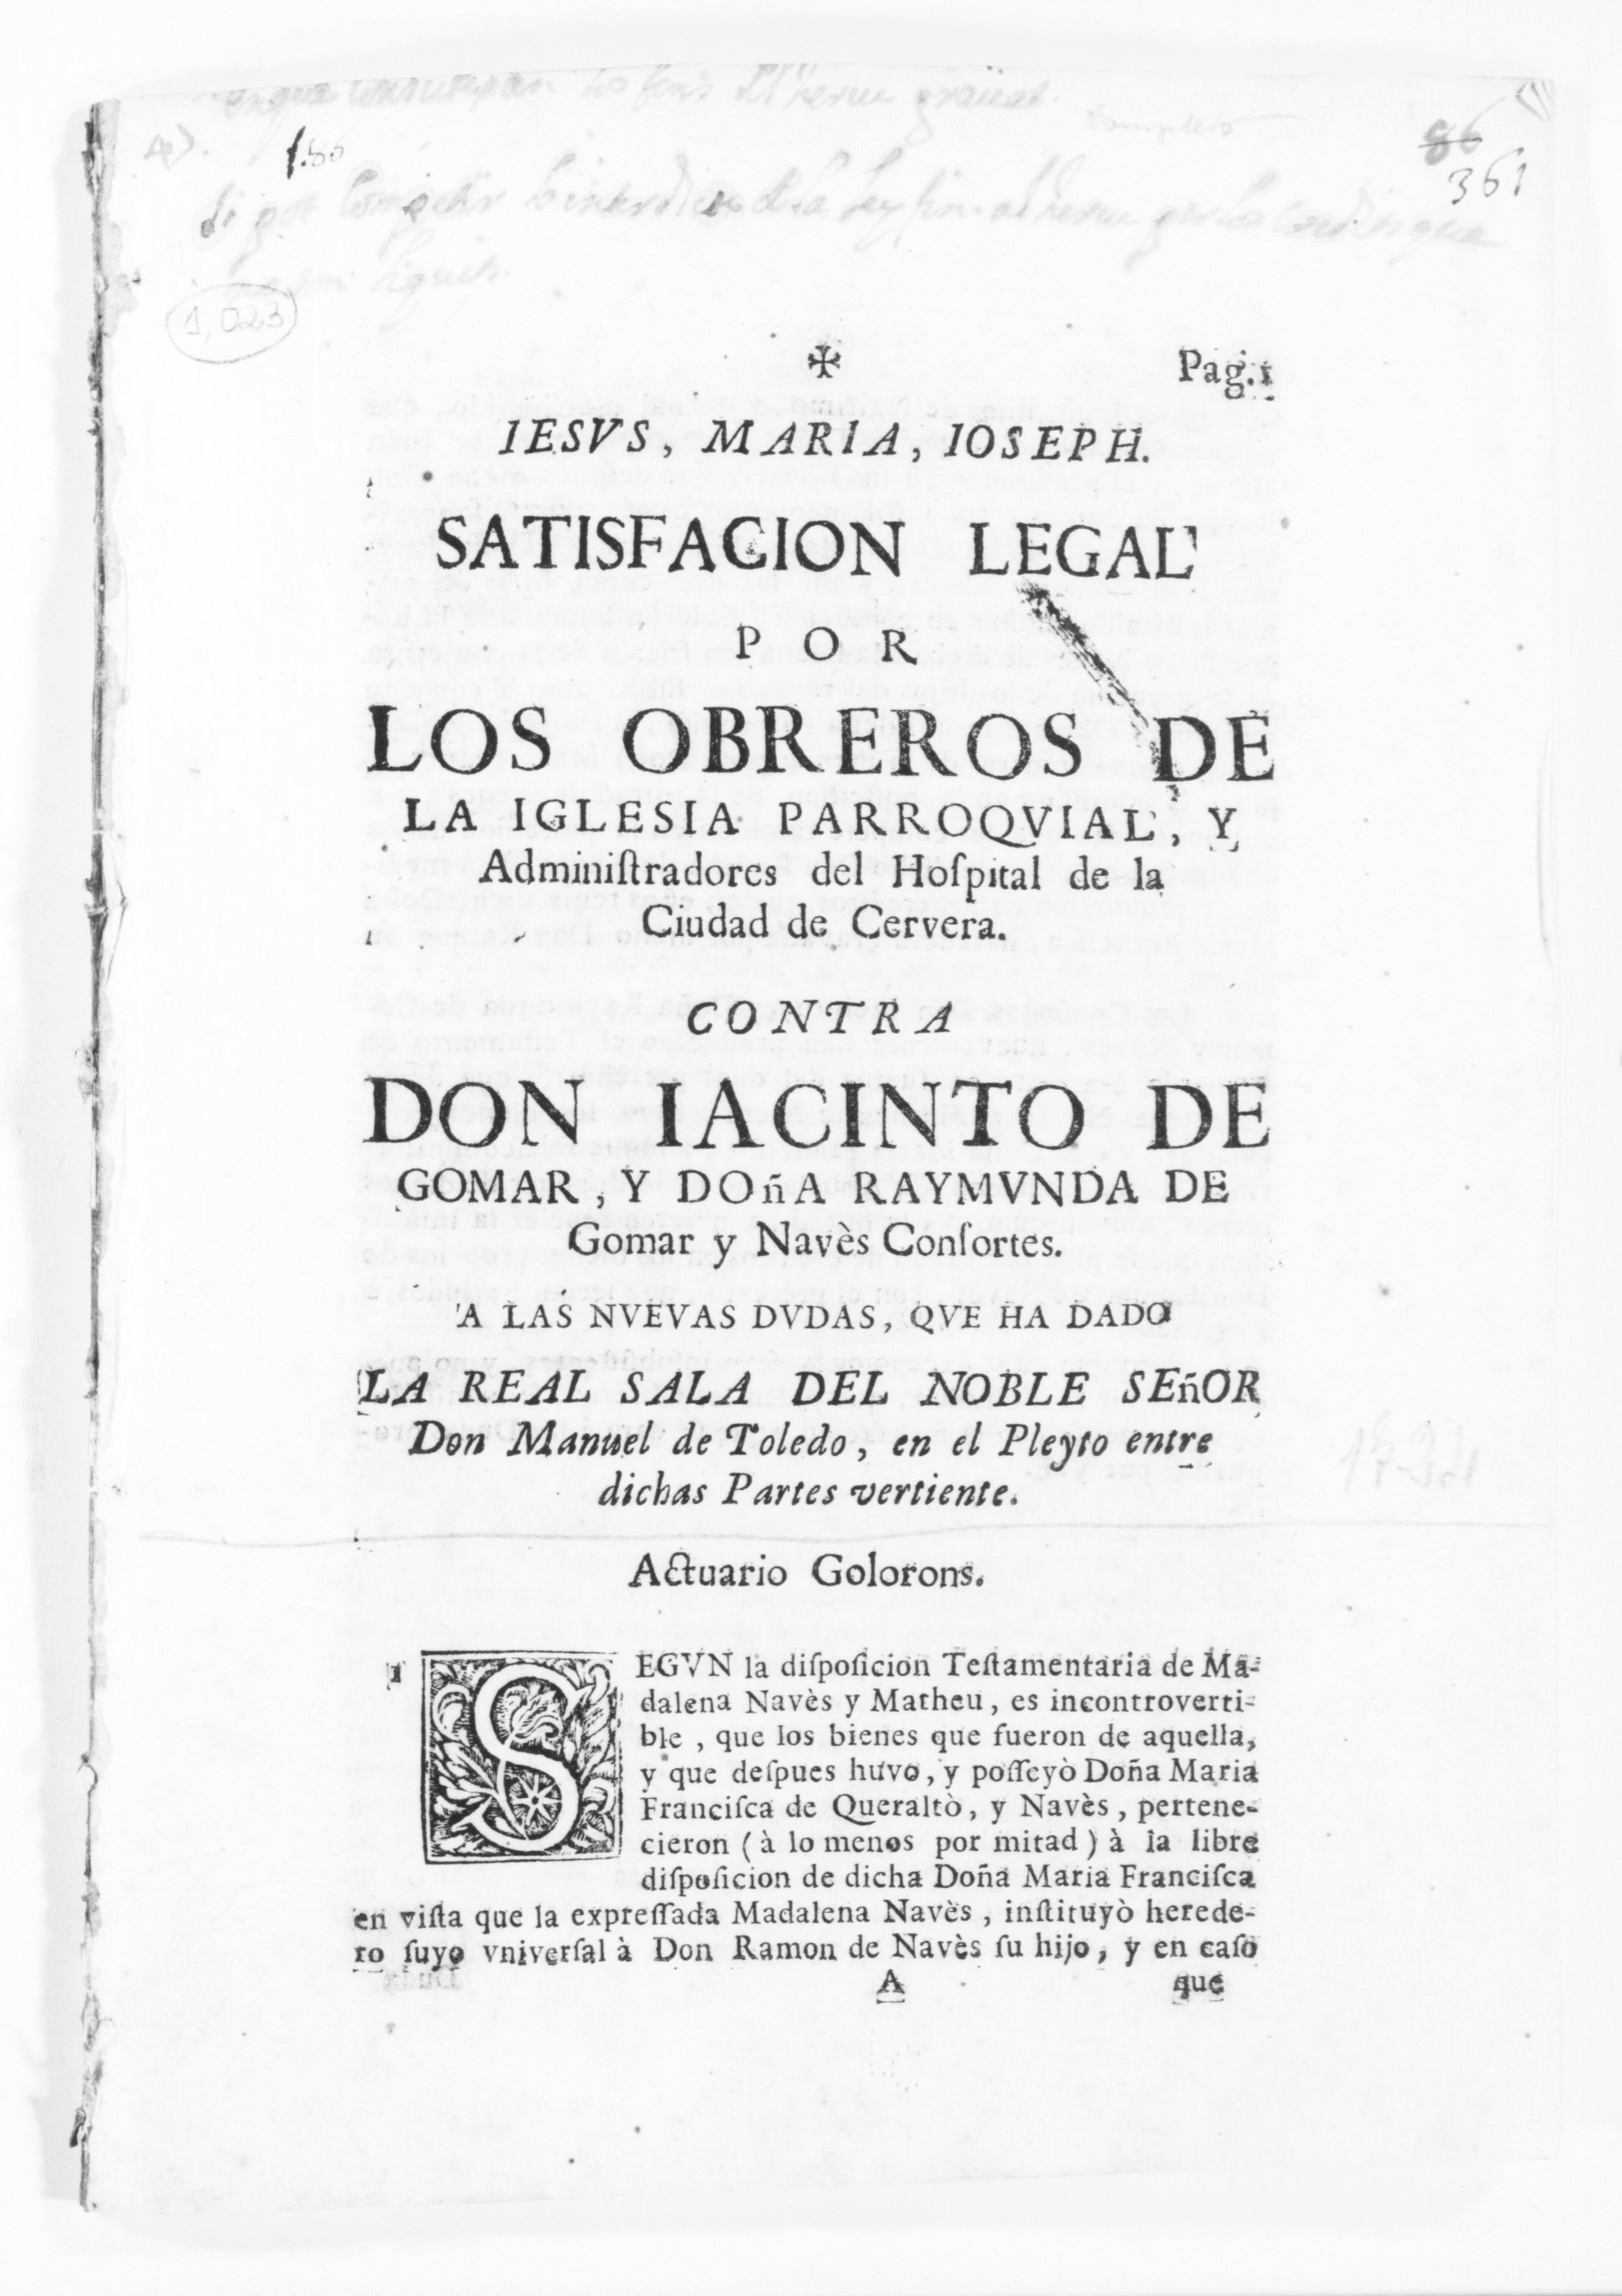 86
361
1,023
✠ Pag. 1
IESVS, MARIA, IOSEPH.
SATISFACION LEGAL
POR
LOS OBREROS DE
LA IGLESIA PARROQVIAL, Y
Adminiſtradores del Hoſpital de la
Ciudad de Cervera.
CONTRA
DON IACINTO DE
GOMAR, Y DOñA RAYMVNDA DE
Gomar y Navès Conſortes.
A LAS NVEVAS DVDAS, QVE HA DADO
LA REAL SALA DEL NOBLE SEñOR
Don Manuel de Toledo, en el Pleyto entre
dichas Partes vertiente.
Actuario Golorons.
1 SEGVN la diſpoſicion Teſtamentaria de Ma-
dalena Navès y Matheu, es incontroverti-
ble, que los bienes que fueron de aquella,
y que deſpues huvo, y poſſeyò Doña Maria
Franciſca de Queraltò, y Navès, pertene-
cieron (à lo menos por mitad) à la libre
diſpoſicion de dicha Doña Maria Franciſca
en viſta que la expreſſada Madalena Navès, inſtituyò herede-
ro ſuyo vniverſal à Don Ramon de Navès ſu hijo, y en caſo
A que